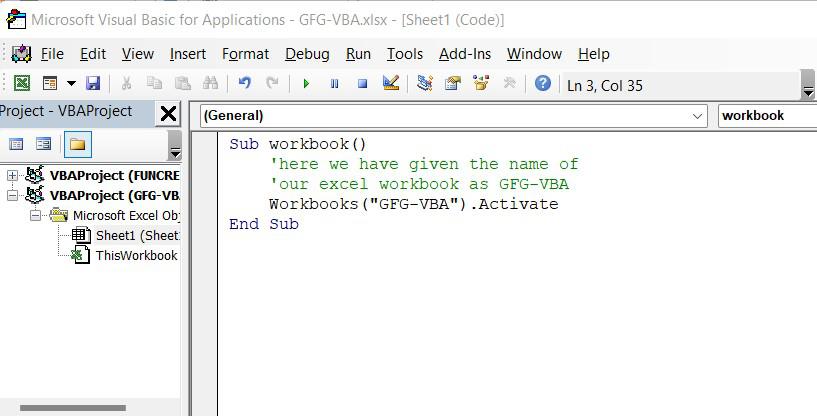 Microsoft Visual Basic for Applications - GFG-VBA.xlsx - [Sheet1 (Code)]
File Edit View Insert Format Debug Run Tools Add-Ins Window Help
Ln 3, Col 35
Project - VBAProject
(General) workbook
VBAProject (FUNCRE
VBAProject (GFG-VB
Microsoft Excel Obj
Sheet1 (Sheet
ThisWorkbook
Sub workbook()
'here we have given the name of
'our excel workbook as GFG-VBA
Workbooks("GFG-VBA").Activate
End Sub